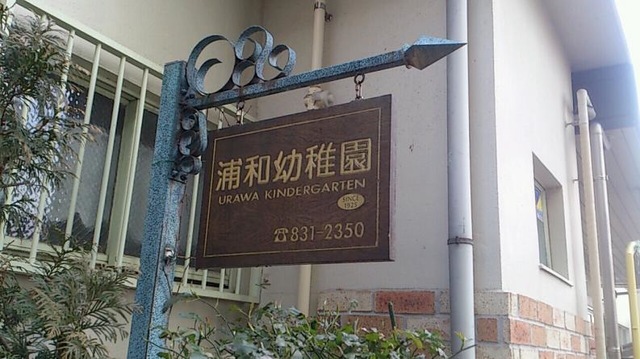 浦和幼稚園
URAWA KINDERGARTEN
SINCE
1925
☎831-2350